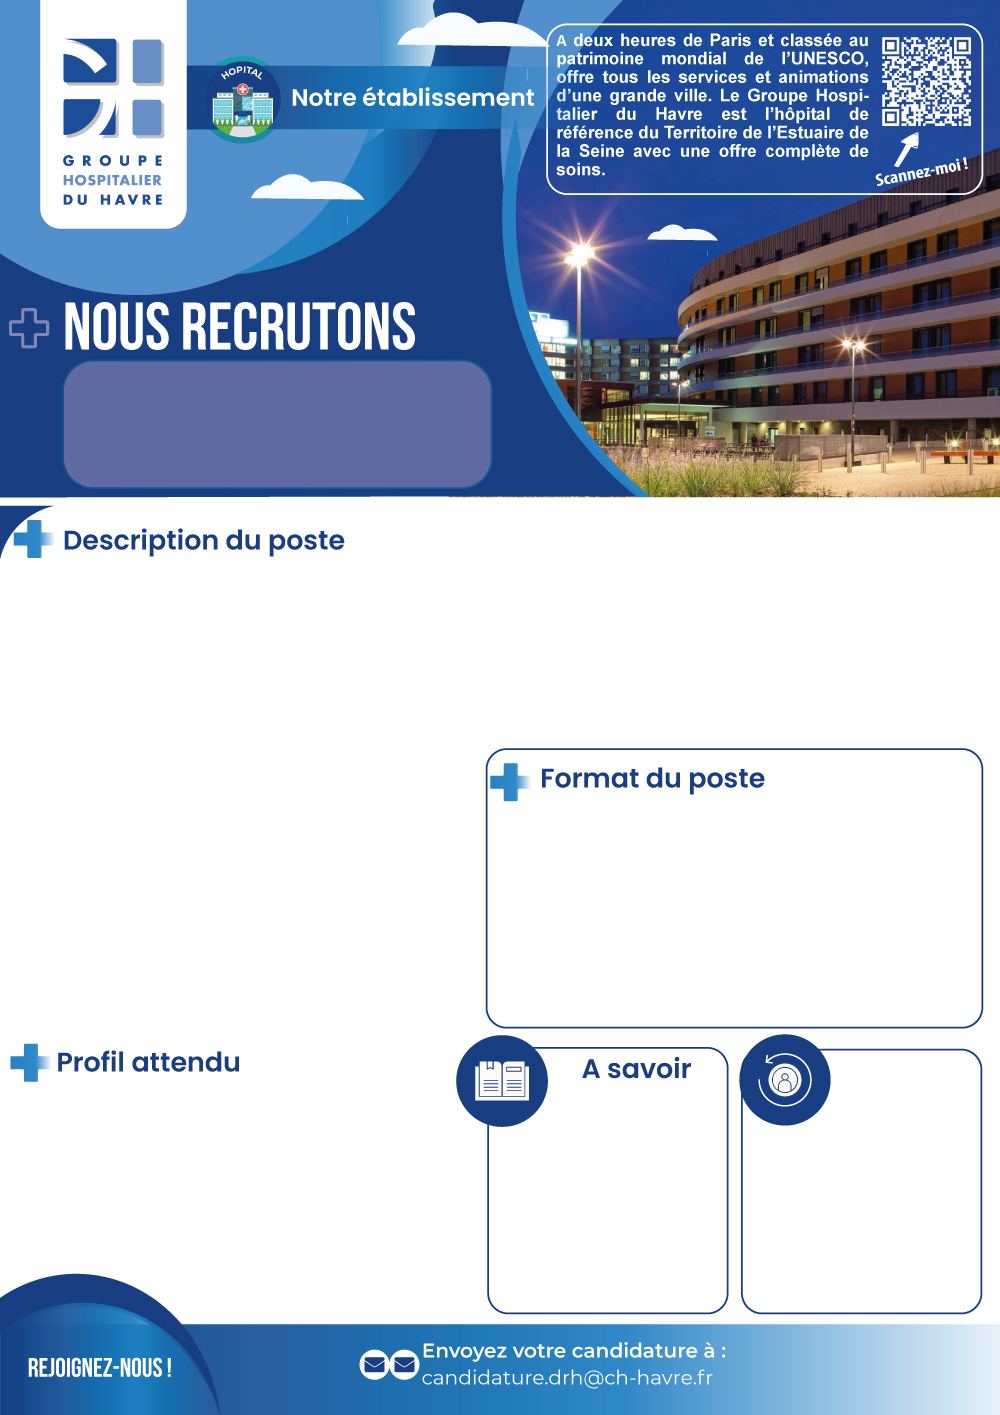 GROUPE
HOSPITALIER
DU HAVRE
HOPITAL
Notre établissement
A deux heures de Paris et classée au
patrimoine mondial de l'UNESCO,
offre tous les services et animations
d'une grande ville. Le Groupe Hospi-
talier du Havre est l'hôpital de
référence du Territoire de l'Estuaire de
la Seine avec une offre complète de
soins.
Scannez-moi !
NOUS RECRUTONS
Description du poste
Format du poste
Profil attendu
A savoir
REJOIGNEZ-NOUS !
Envoyez votre candidature à :
candidature.drh@ch-havre.fr